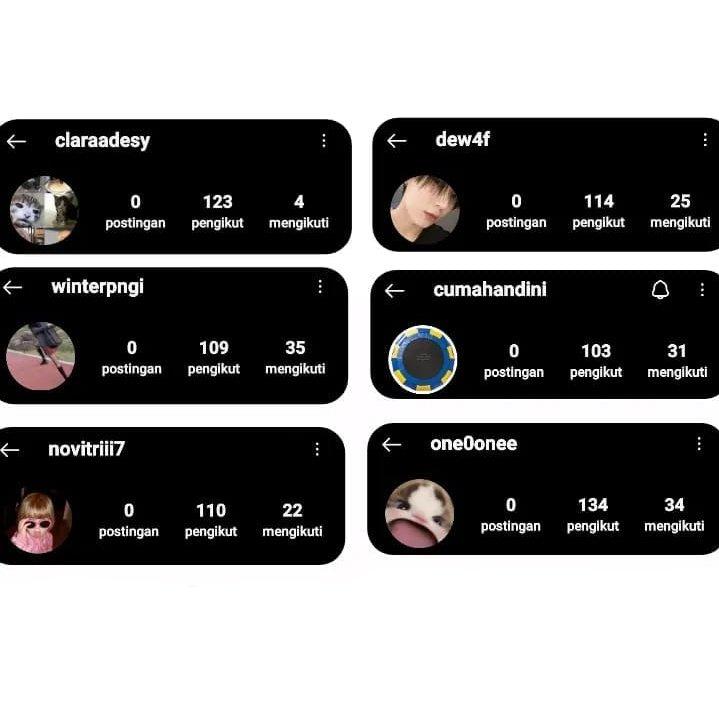 claraadesy
0 123 4
postingan pengikut mengikuti
dew4f
0 114 25
postingan pengikut mengikuti
winterpngi
0 109 35
postingan pengikut mengikuti
cumahandini
0 103 31
postingan pengikut mengikuti
novitriii7
0 110 22
postingan pengikut mengikuti
one0onee
0 134 34
postingan pengikut mengikuti